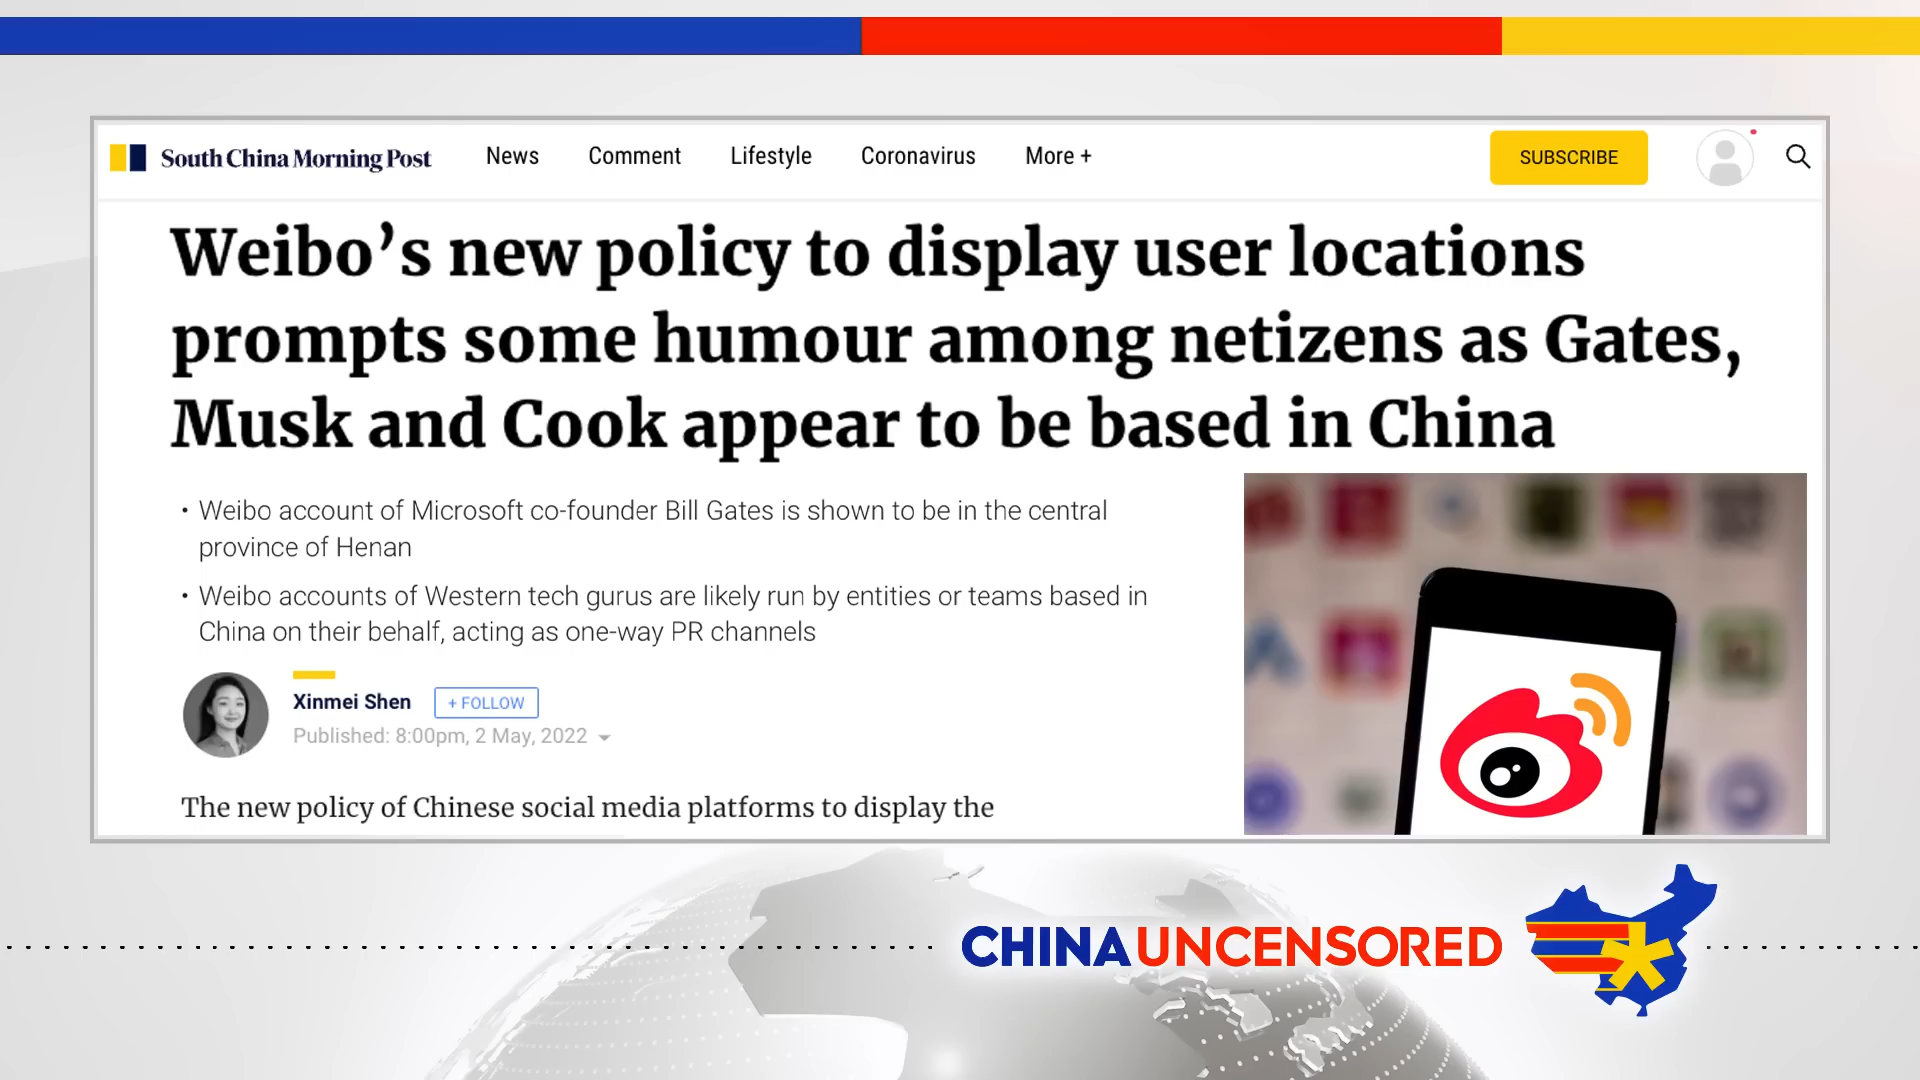 South China Morning Post News Comment Lifestyle Coronavirus More + SUBSCRIBE
Weibo’s new policy to display user locations
prompts some humour among netizens as Gates,
Musk and Cook appear to be based in China
• Weibo account of Microsoft co-founder Bill Gates is shown to be in the central
province of Henan
• Weibo accounts of Western tech gurus are likely run by entities or teams based in
China on their behalf, acting as one-way PR channels
Xinmei Shen + FOLLOW
Published: 8:00pm, 2 May, 2022
The new policy of Chinese social media platforms to display the
CHINA UNCENSORED